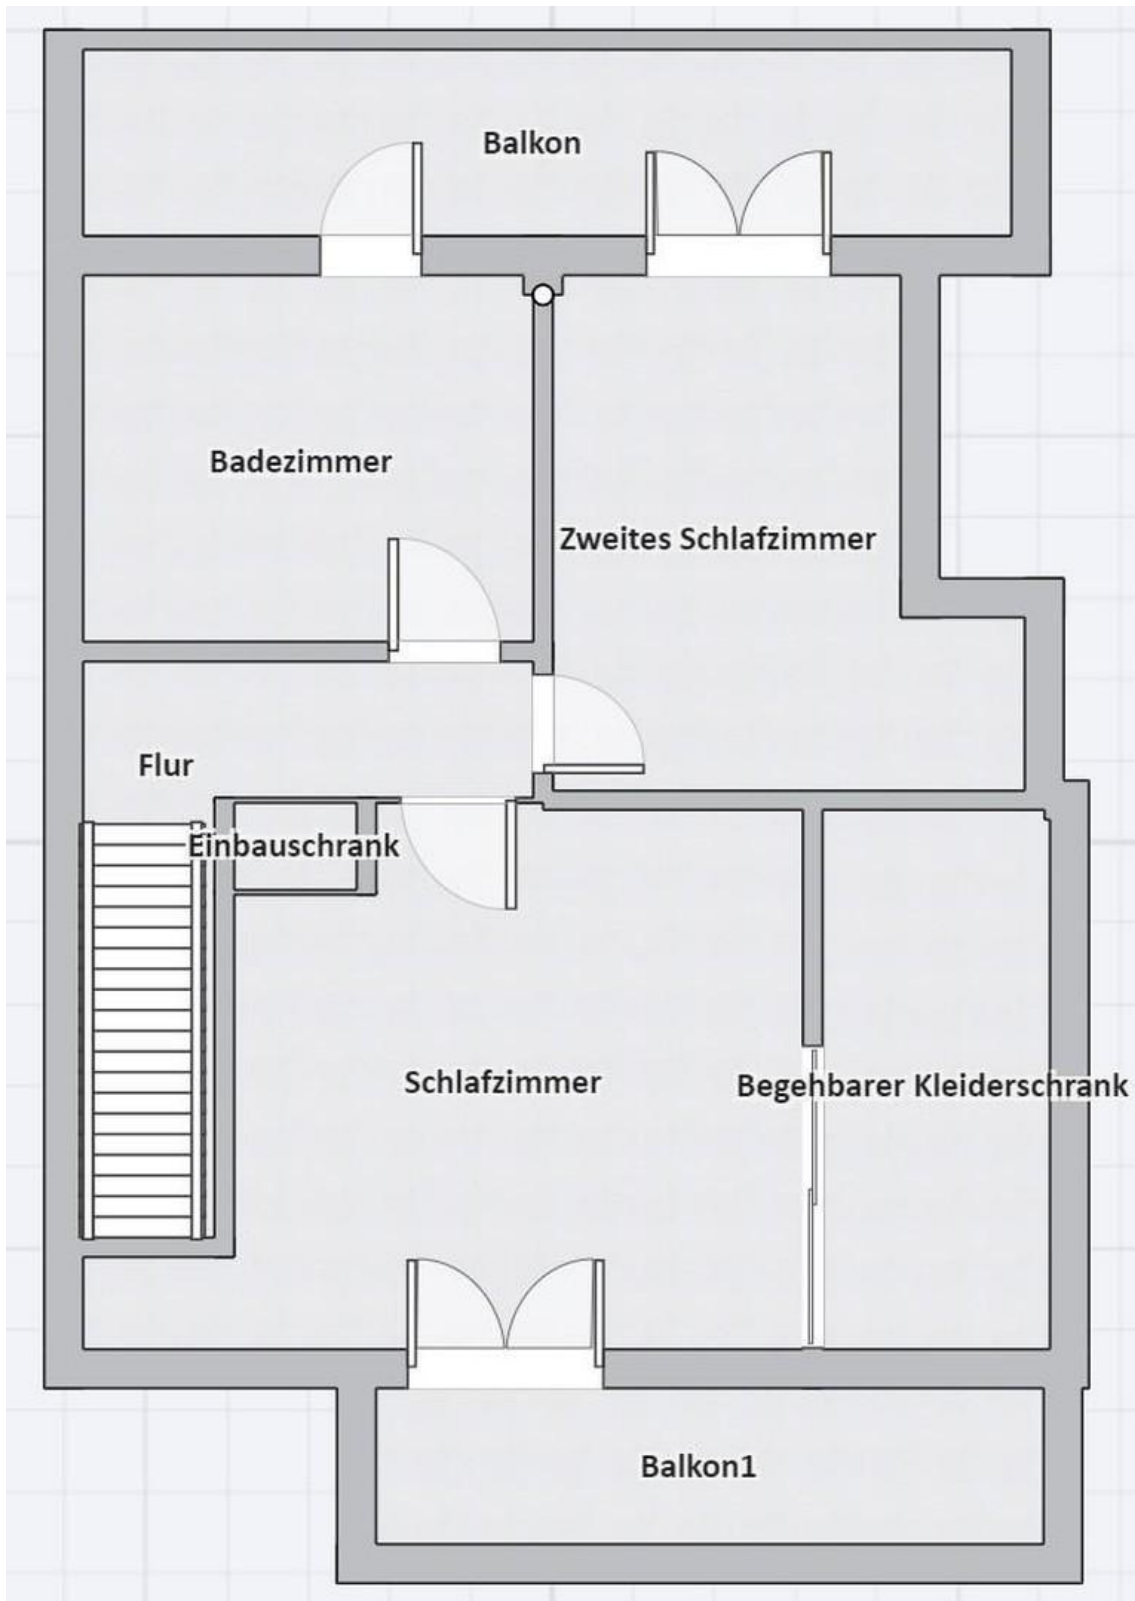 Balkon
Badezimmer
Zweites Schlafzimmer
Flur
Einbauschrank
Schlafzimmer
Begehbarer Kleiderschrank
Balkon1